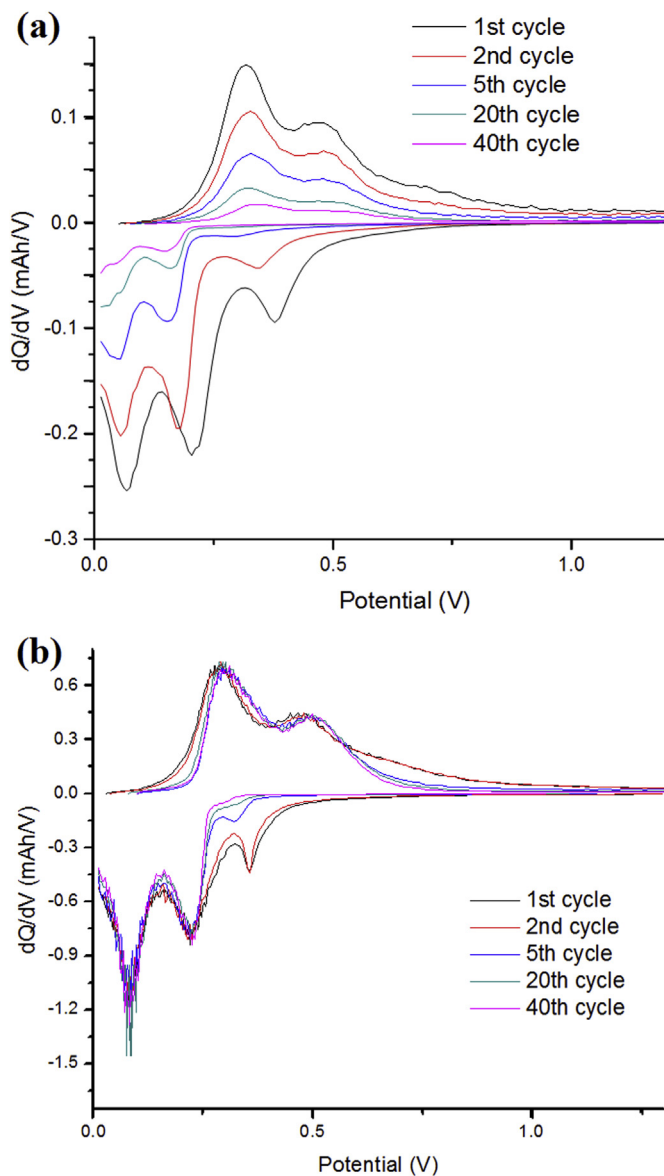 (a)
1st cycle
2nd cycle
5th cycle
20th cycle
40th cycle
0.1
0.0
-0.1
-0.2
-0.3
dQ/dV (mAh/V)
0.0 0.5 1.0
Potential (V)
(b)
0.6
0.3
0.0
-0.3
-0.6
-0.9
-1.2
-1.5
dQ/dV (mAh/V)
1st cycle
2nd cycle
5th cycle
20th cycle
40th cycle
0.0 0.5 1.0
Potential (V)